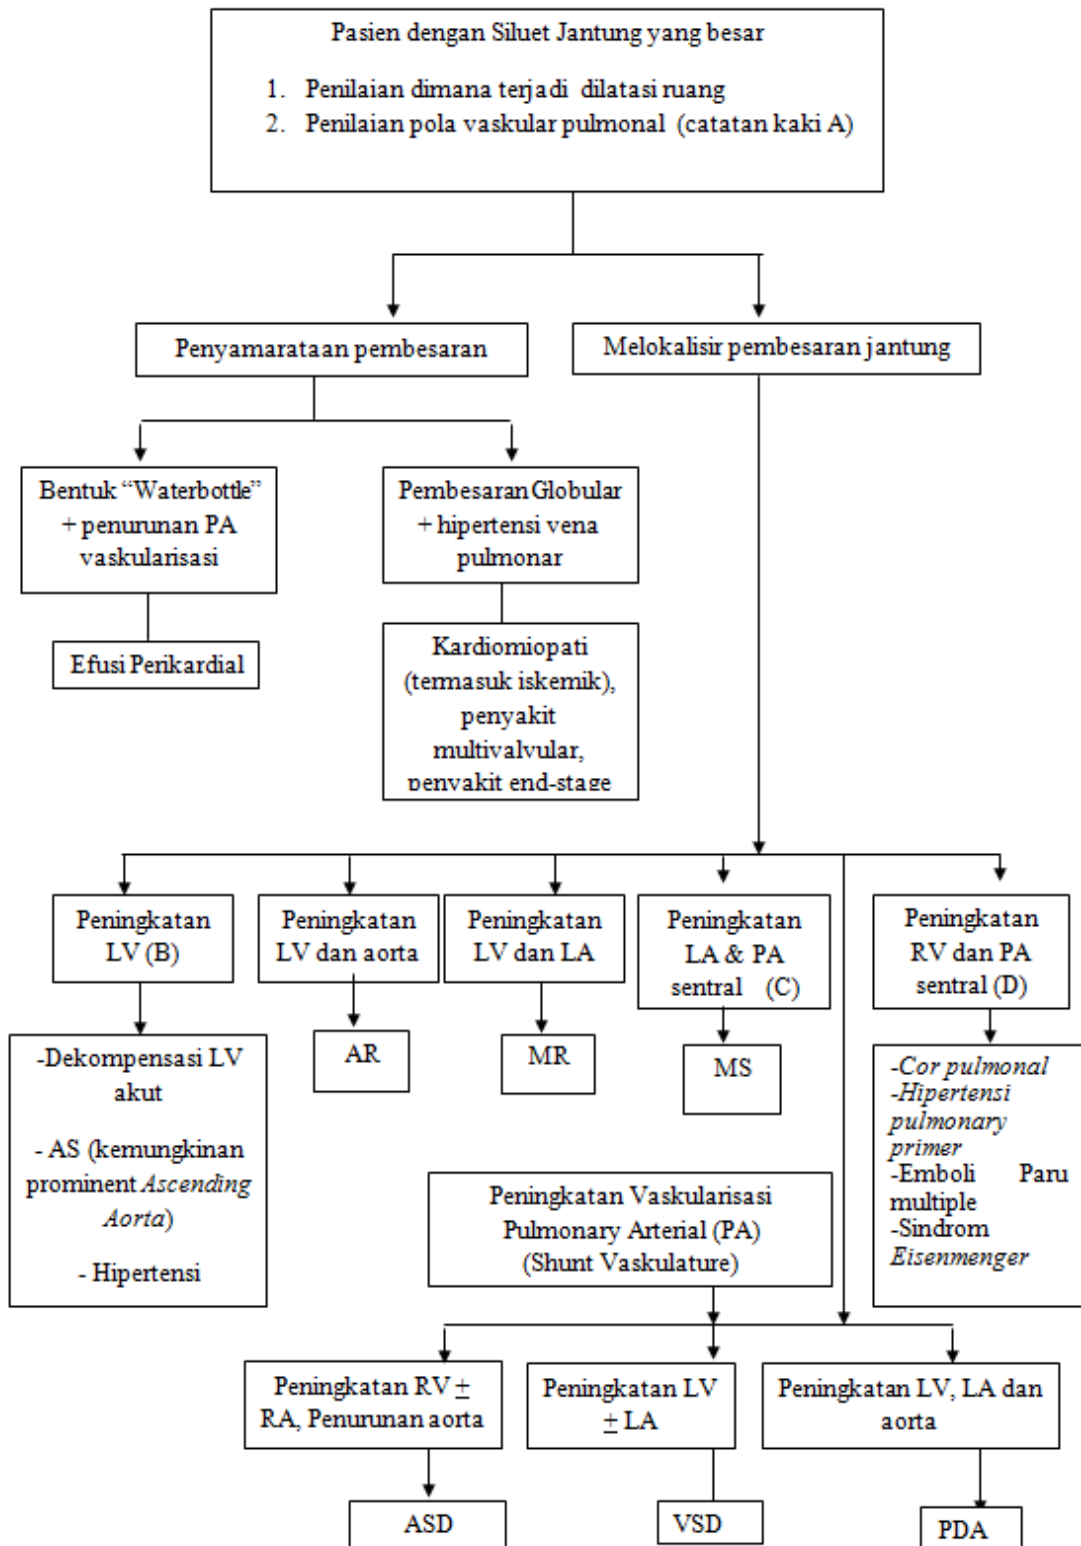 Pasien dengan Siluet Jantung yang besar
1. Penilaian dimana terjadi dilatasi ruang
2. Penilaian pola vaskular pulmonal (catatan kaki A)
Penyamarataan pembesaran
Melokalisir pembesaran jantung
Bentuk “Waterbottle”
+ penurunan PA
vaskularisasi
Pembesaran Globular
+ hipertensi vena
pulmonar
Efusi Perikardial
Kardiomiopati
(termasuk iskemik),
penyakit
multivalvular,
penyakit end-stage
Peningkatan
LV (B)
Peningkatan
LV dan aorta
Peningkatan
LV dan LA
Peningkatan
LA & PA
sentral (C)
Peningkatan
RV dan PA
sentral (D)
-Dekompensasi LV
akut
- AS (kemungkinan
prominent Ascending
Aorta)
- Hipertensi
AR
MR
MS
-Cor pulmonal
-Hipertensi
pulmonary
primer
-Emboli Paru
multiple
-Sindrom
Eisenmenger
Peningkatan Vaskularisasi
Pulmonary Arterial (PA)
(Shunt Vaskulature)
Peningkatan RV ±
RA, Penurunan aorta
Peningkatan LV
± LA
Peningkatan LV, LA dan
aorta
ASD
VSD
PDA